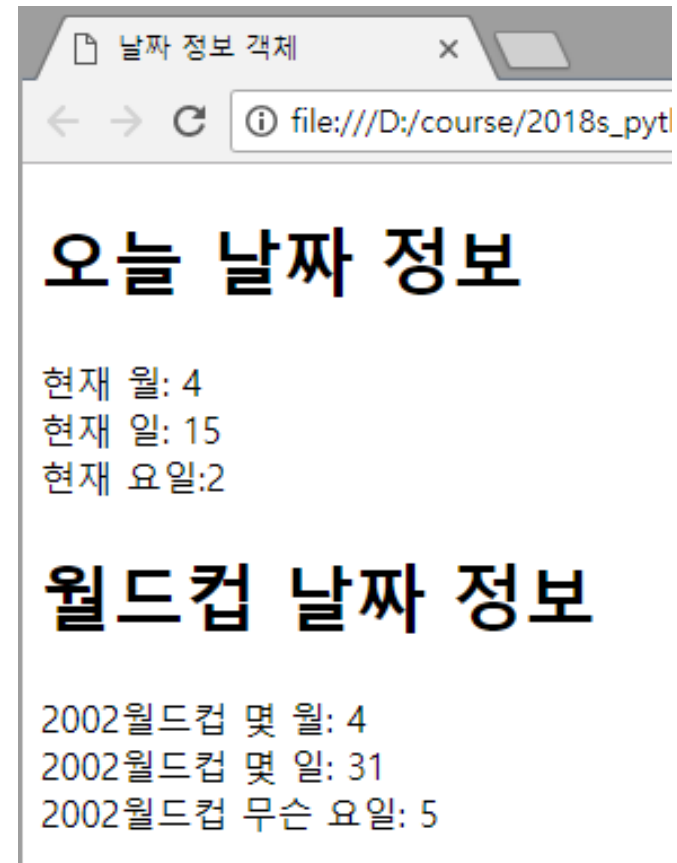 날짜 정보 객체
file:///D:/course/2018s_pyt
오늘 날짜 정보
현재 월: 4
현재 일: 15
현재 요일:2
월드컵 날짜 정보
2002월드컵 몇 월: 4
2002월드컵 몇 일: 31
2002월드컵 무슨 요일: 5